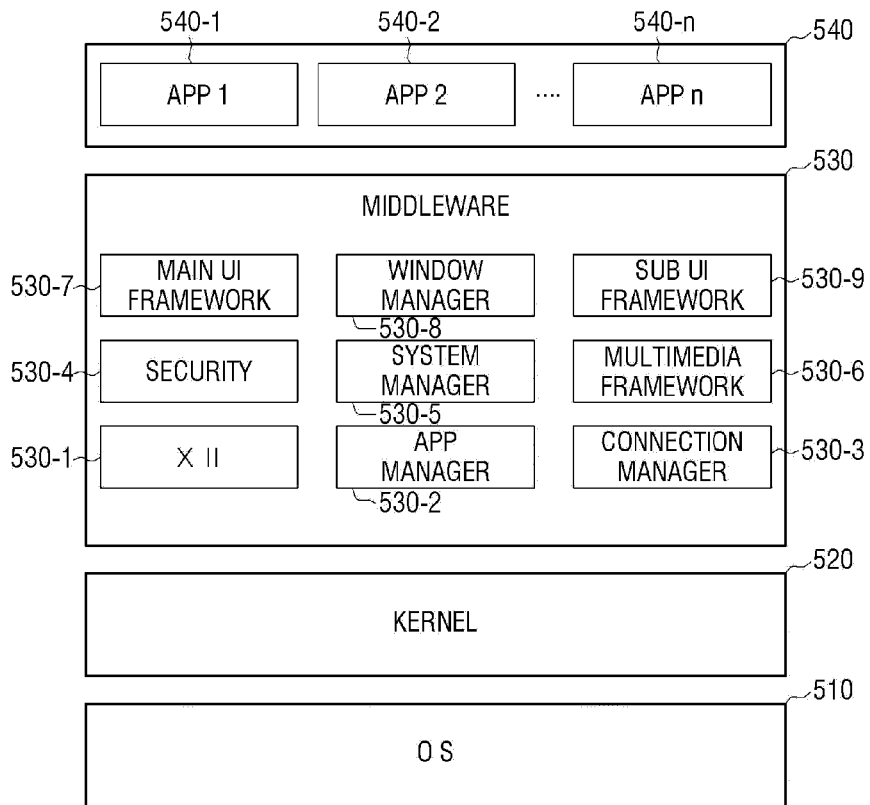 540-1 540-2 540-n 540
APP 1 APP 2 .... APP n
530
MIDDLEWARE
530-7 MAIN UI FRAMEWORK
WINDOW MANAGER
530-8
SUB UI FRAMEWORK
530-9
530-4 SECURITY
SYSTEM MANAGER
530-5
MULTIMEDIA FRAMEWORK
530-6
530-1 X II
APP MANAGER
530-2
CONNECTION MANAGER
530-3
520
KERNEL
510
O S